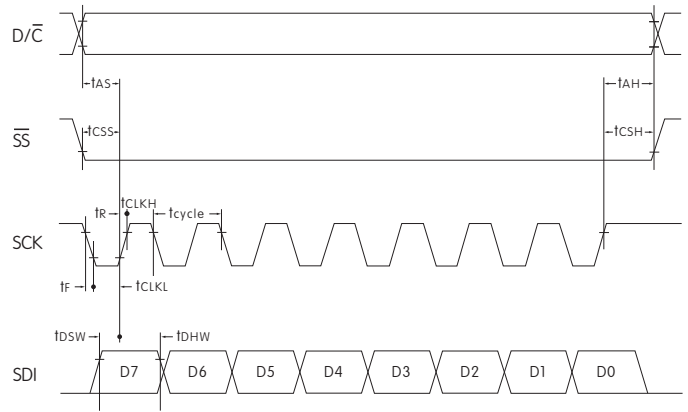 D/C̅
tAS
tAH
S̅S̅
tCSS
tCSH
SCK
tR
tCLKH
tcycle
tF
tCLKL
SDI
tDSW
tDHW
D7 D6 D5 D4 D3 D2 D1 D0